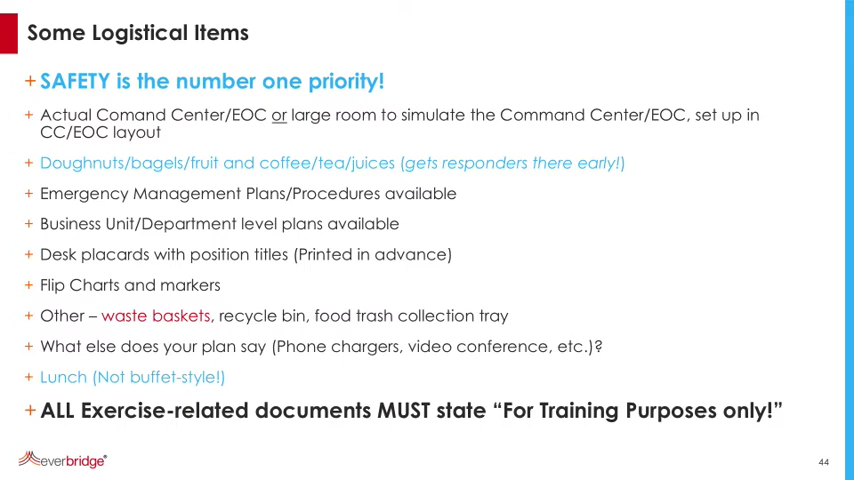 Some Logistical Items
+ SAFETY is the number one priority!
+ Actual Comand Center/EOC or large room to simulate the Command Center/EOC, set up in
CC/EOC layout
+ Doughnuts/bagels/fruit and coffee/tea/juices (gets responders there early!)
+ Emergency Management Plans/Procedures available
+ Business Unit/Department level plans available
+ Desk placards with position titles (Printed in advance)
+ Flip Charts and markers
+ Other – waste baskets, recycle bin, food trash collection tray
+ What else does your plan say (Phone chargers, video conference, etc.)?
+ Lunch (Not buffet-style!)
+ ALL Exercise-related documents MUST state “For Training Purposes only!”
everbridge®
44